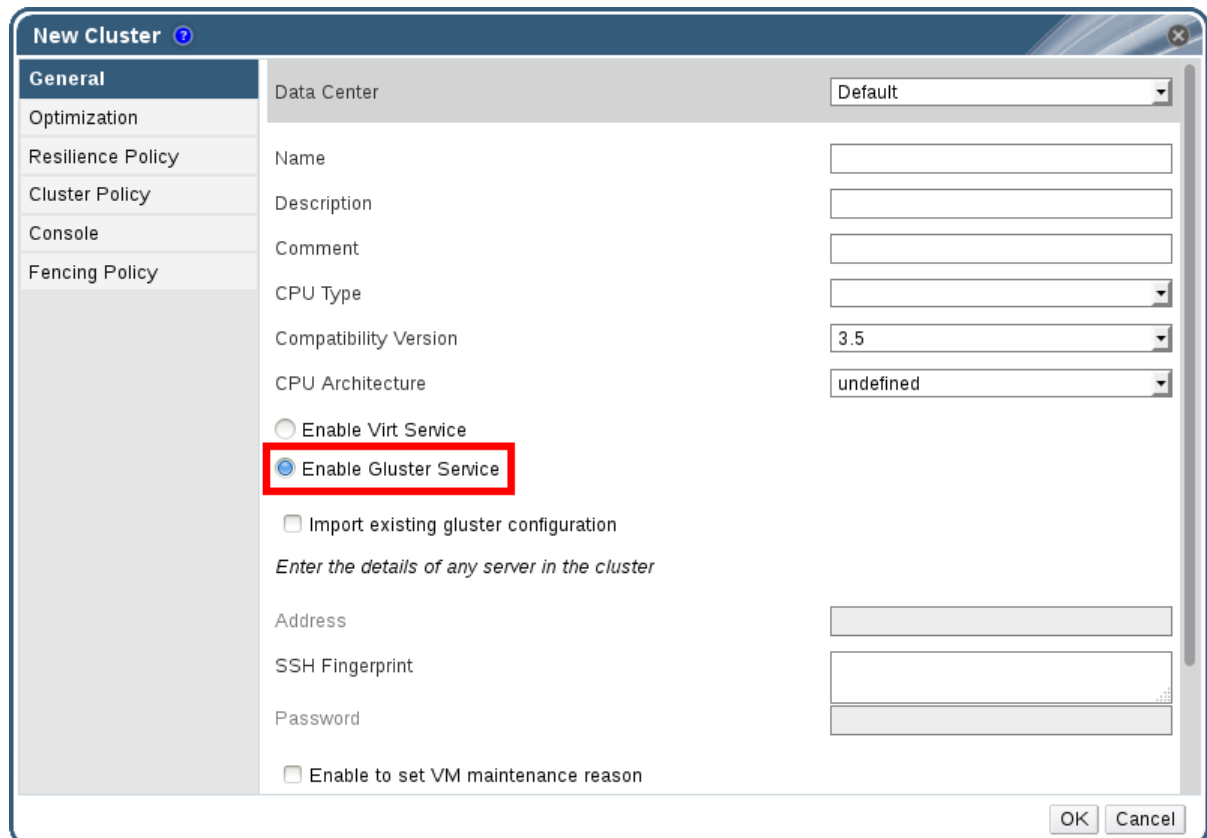 New Cluster ?
General
Optimization
Resilience Policy
Cluster Policy
Console
Fencing Policy
Data Center Default
Name
Description
Comment
CPU Type
Compatibility Version 3.5
CPU Architecture undefined
Enable Virt Service
Enable Gluster Service
Import existing gluster configuration
Enter the details of any server in the cluster
Address
SSH Fingerprint
Password
Enable to set VM maintenance reason
OK Cancel